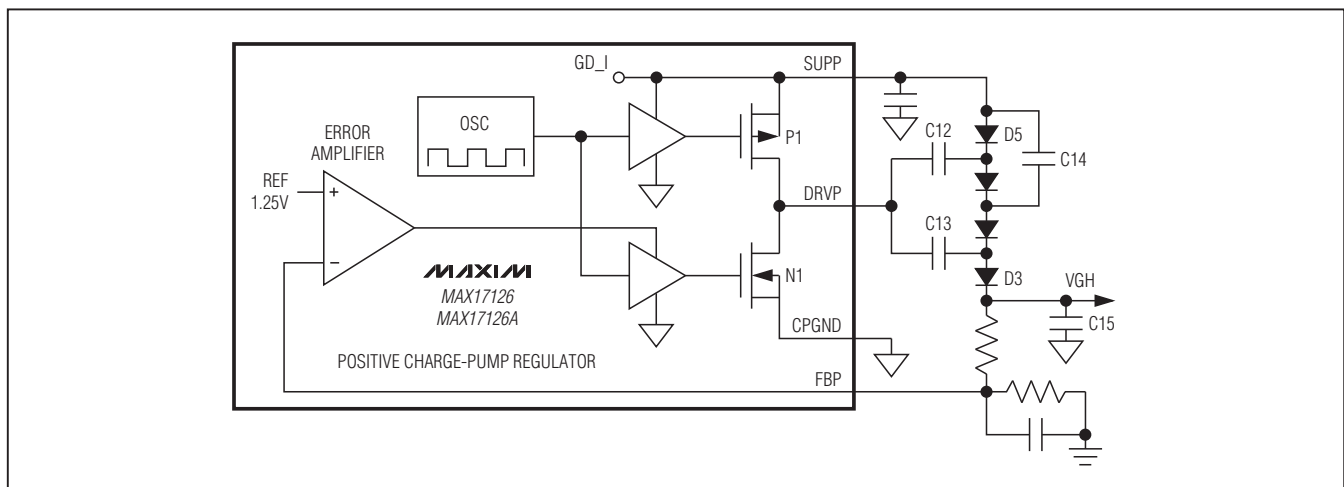 GD_I
SUPP
OSC
ERROR
AMPLIFIER
P1
C12
D5
C14
REF
1.25V
+
−
DRVP
C13
MAXIM
MAX17126
MAX17126A
N1
D3
VGH
CPGND
C15
POSITIVE CHARGE-PUMP REGULATOR
FBP